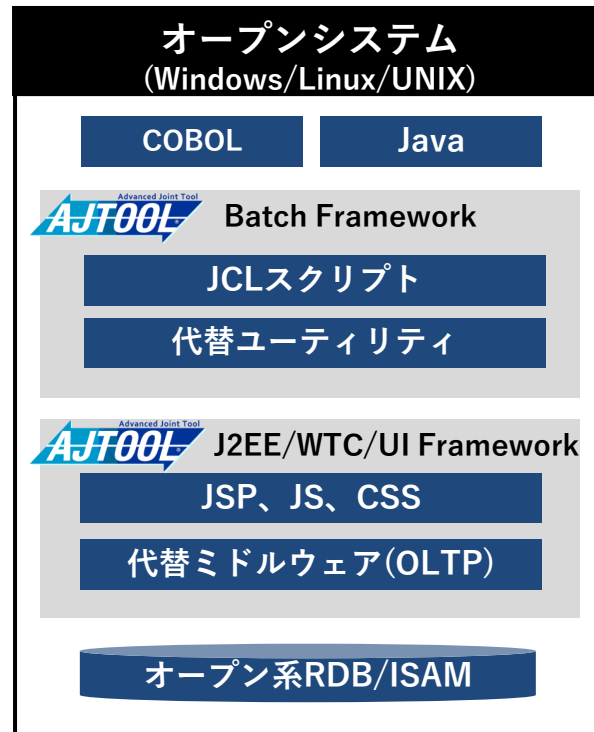 オープンシステム
(Windows/Linux/UNIX)
COBOL
Java
Advanced Joint Tool
AJTOOL®
Batch Framework
JCLスクリプト
代替ユーティリティ
Advanced Joint Tool
AJTOOL®
J2EE/WTC/UI Framework
JSP、JS、CSS
代替ミドルウェア(OLTP)
オープン系RDB/ISAM